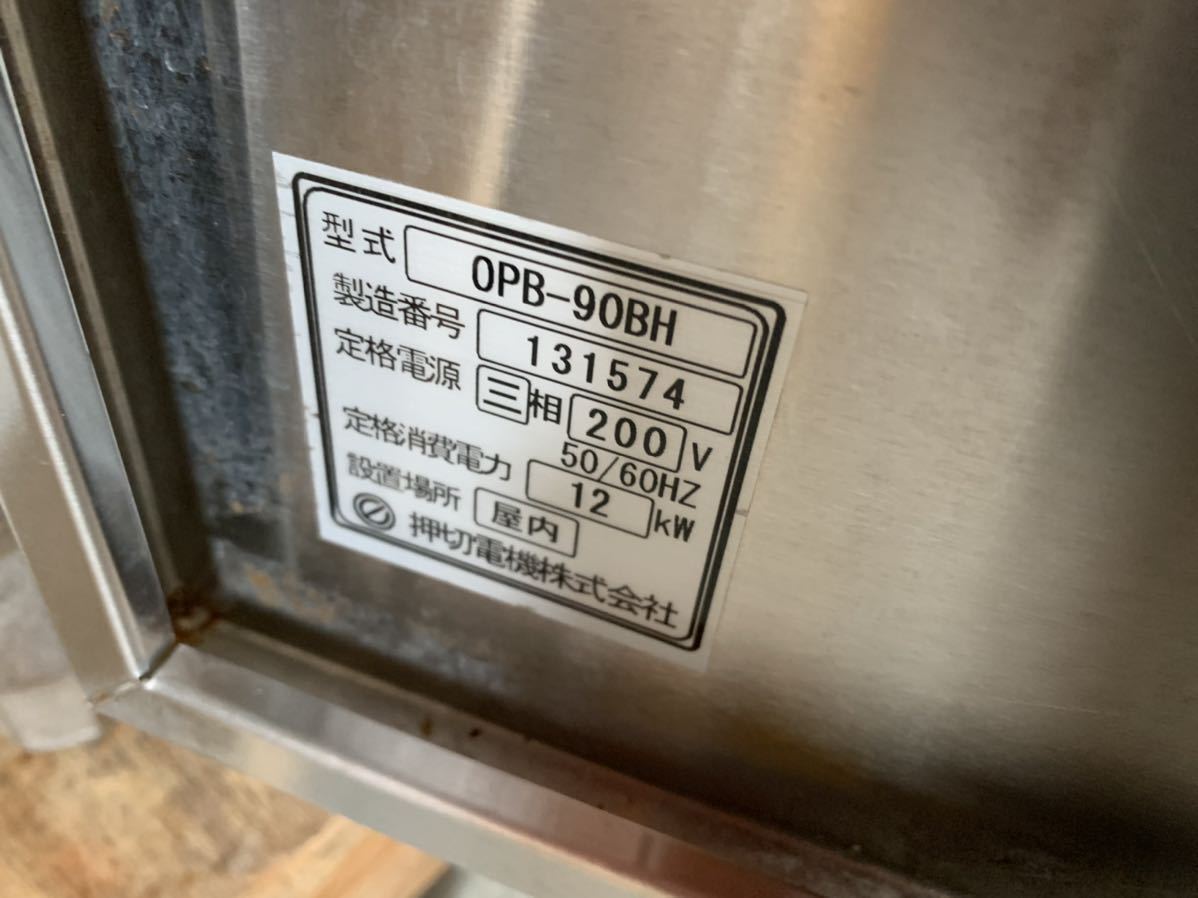 型式 OPB-90BH
製造番号 131574
定格電源 三相 200 V
50/60HZ
定格消費電力 12 kW
設置場所 屋内
押切電機株式会社